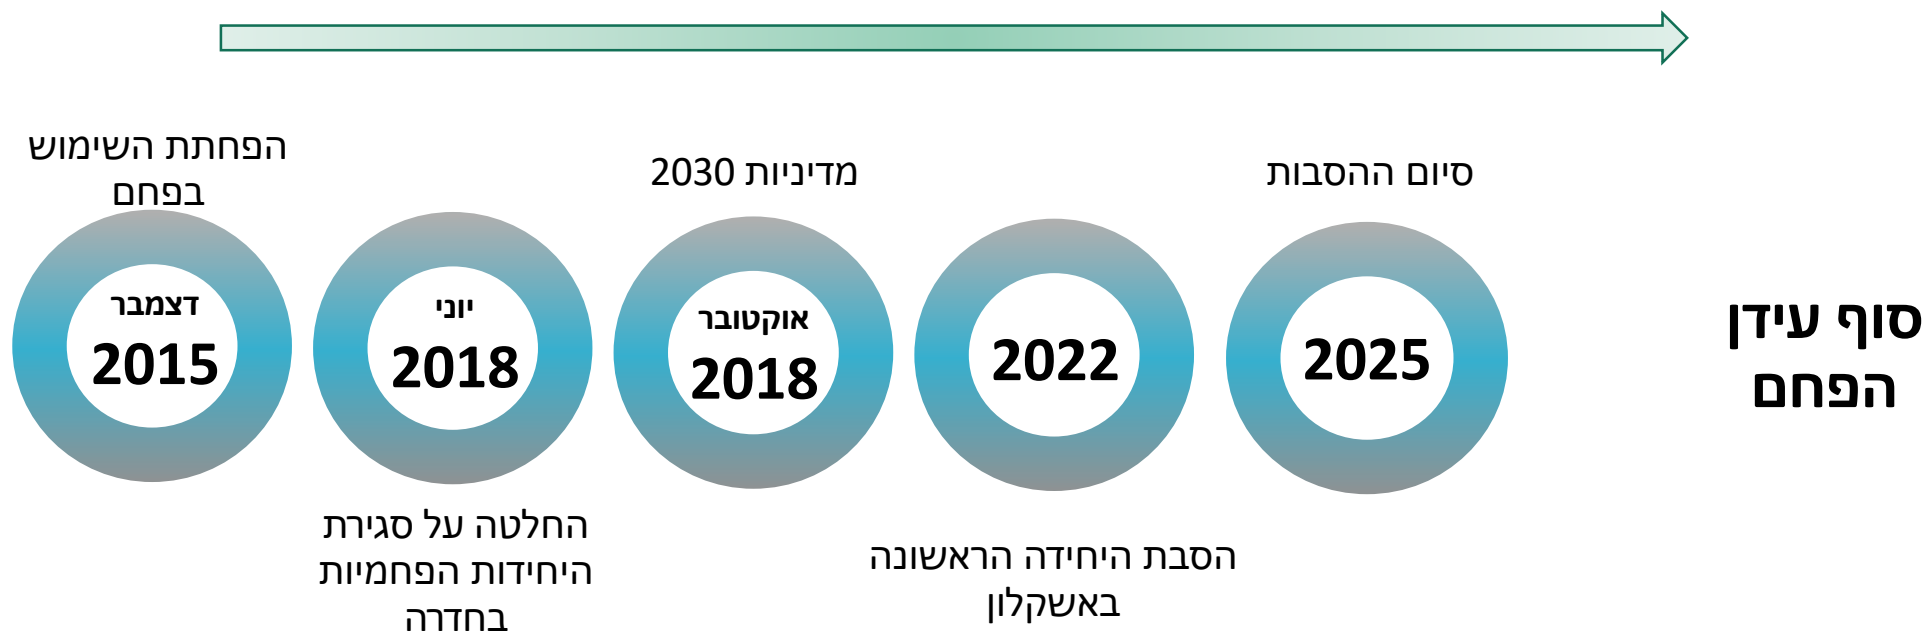 הפחתת השימוש
בפחם
דצמבר
2015
יוני
2018
החלטה על סגירת
היחידות הפחמיות
בחדרה
מדיניות 2030
אוקטובר
2018
2022
הסבת היחידה הראשונה
באשקלון
סיום ההסבות
2025
סוף עידן
הפחם